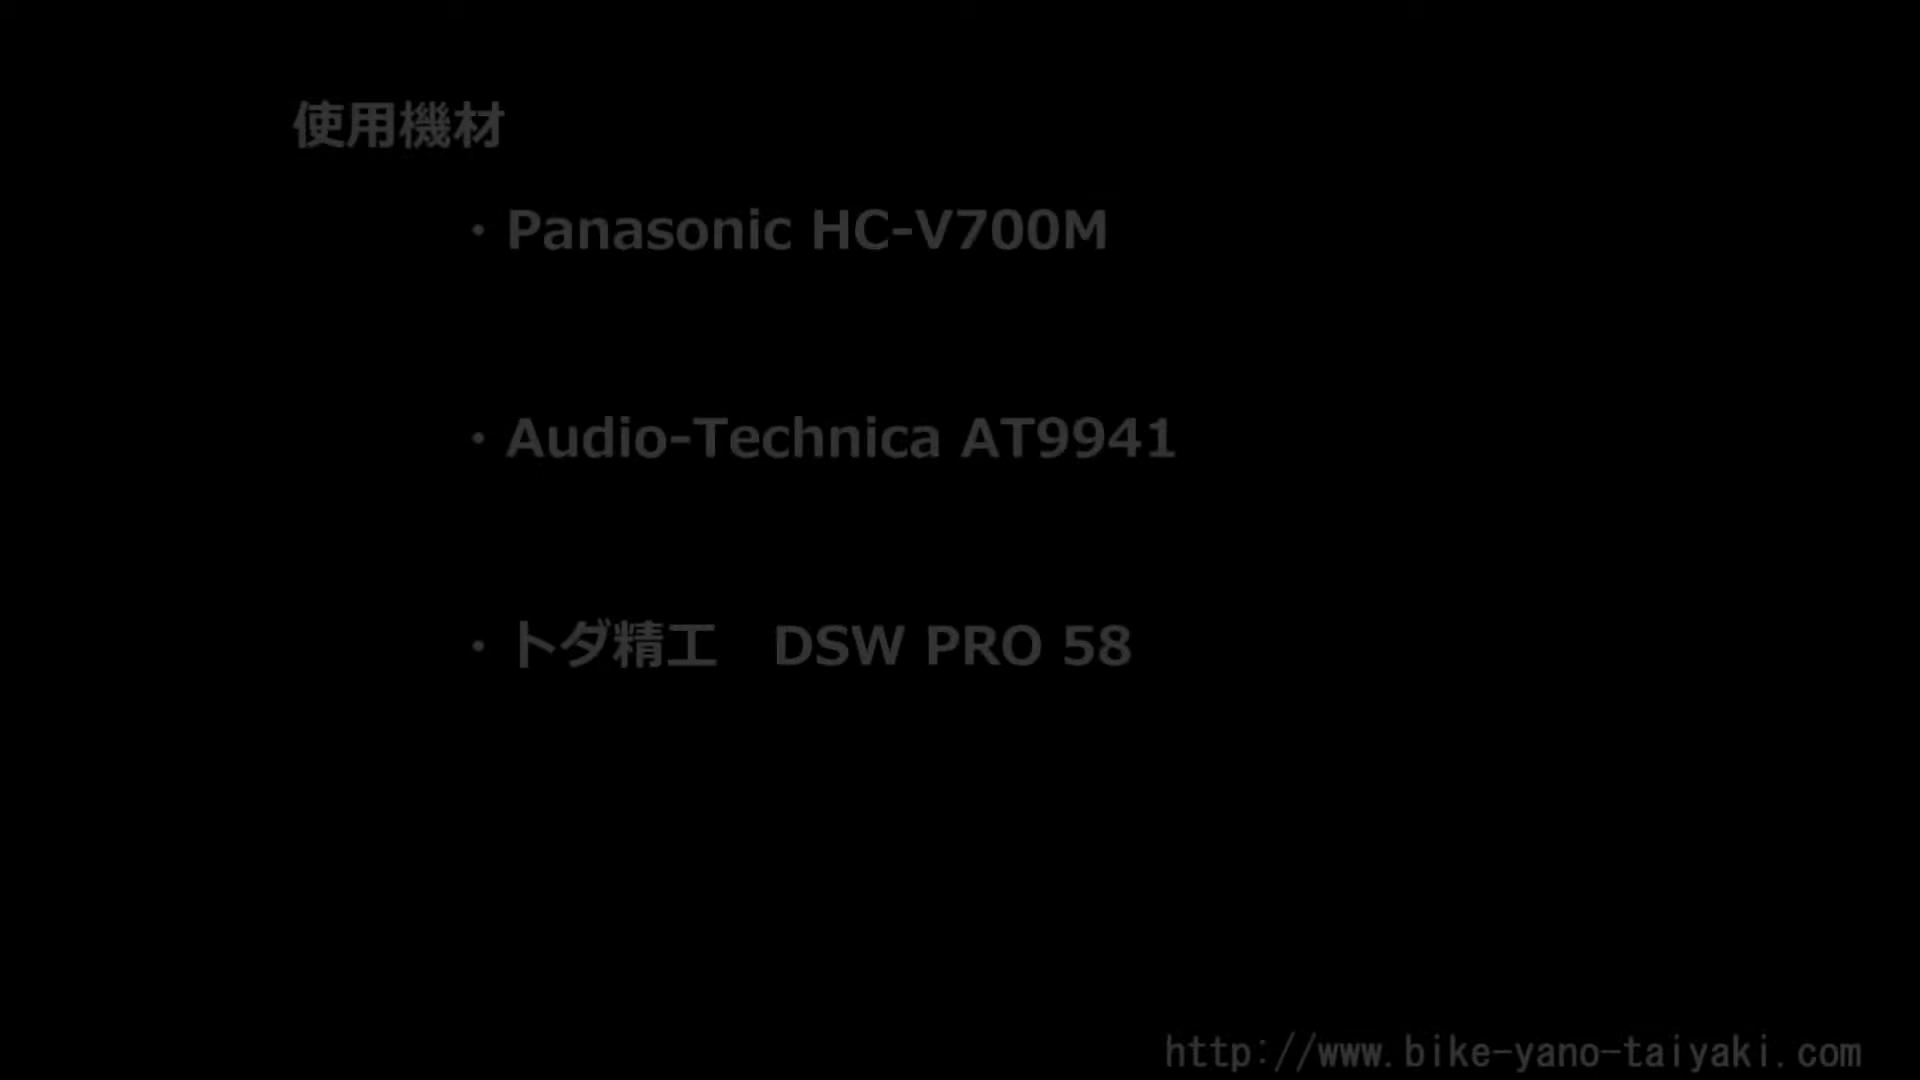 使用機材
・Panasonic HC-V700M
・Audio-Technica AT9941
・トダ精工　DSW PRO 58
http://www.bike-yano-taiyaki.com